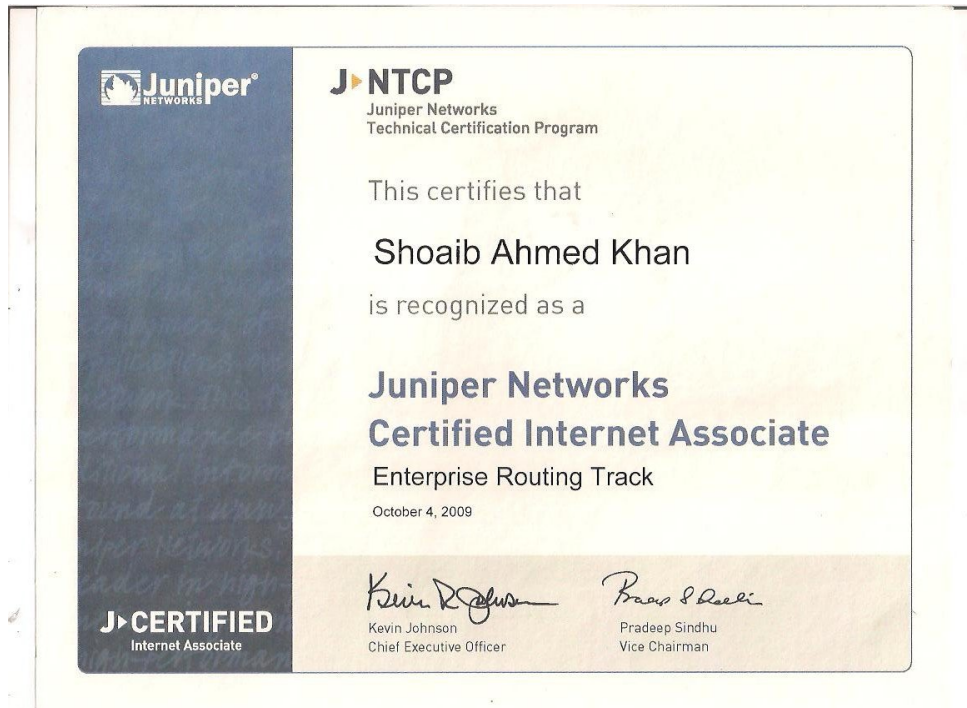 Juniper®
NETWORKS
J NTCP
Juniper Networks
Technical Certification Program
This certifies that
Shoaib Ahmed Khan
is recognized as a
Juniper Networks
Certified Internet Associate
Enterprise Routing Track
October 4, 2009
Kevin Johnson
Chief Executive Officer
Pradeep Sindhu
Vice Chairman
J CERTIFIED
Internet Associate